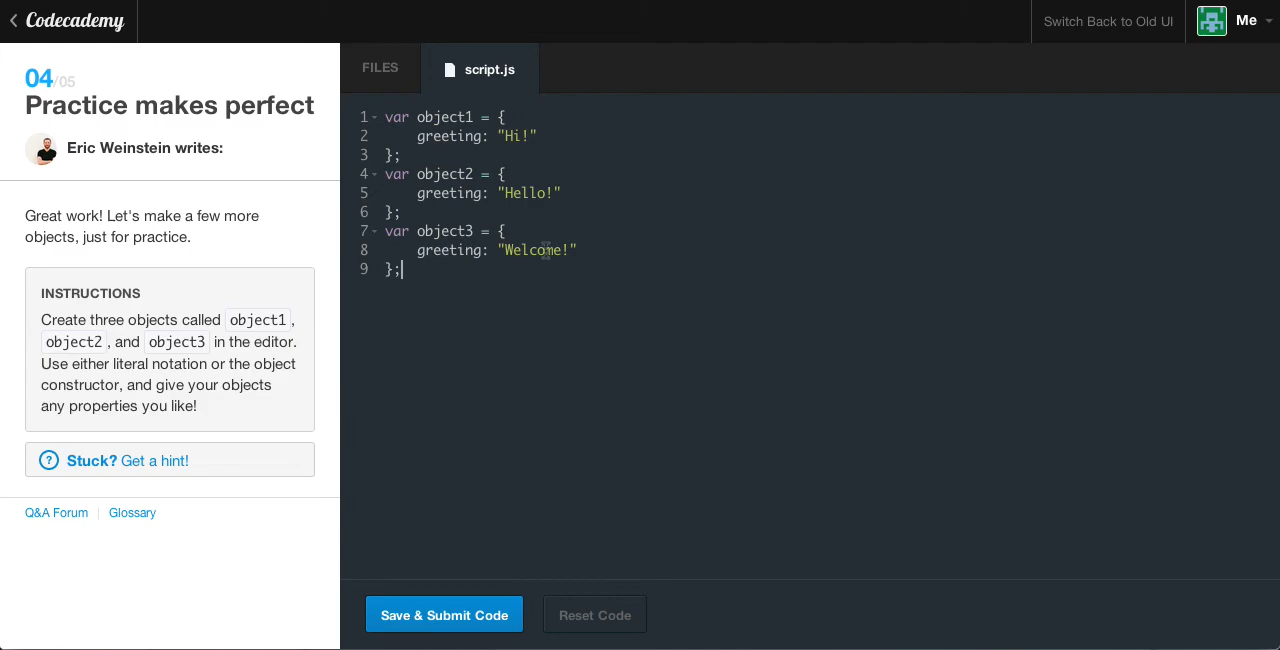 Codecademy
Switch Back to Old UI
Me
04/05
Practice makes perfect
Eric Weinstein writes:
Great work! Let's make a few more
objects, just for practice.
INSTRUCTIONS
Create three objects called object1,
object2, and object3 in the editor.
Use either literal notation or the object
constructor, and give your objects
any properties you like!
? Stuck? Get a hint!
Q&A Forum
Glossary
FILES
script.js
1 var object1 = {
2 greeting: "Hi!"
3 };
4 var object2 = {
5 greeting: "Hello!"
6 };
7 var object3 = {
8 greeting: "Welcome!"
9 };
Save & Submit Code
Reset Code